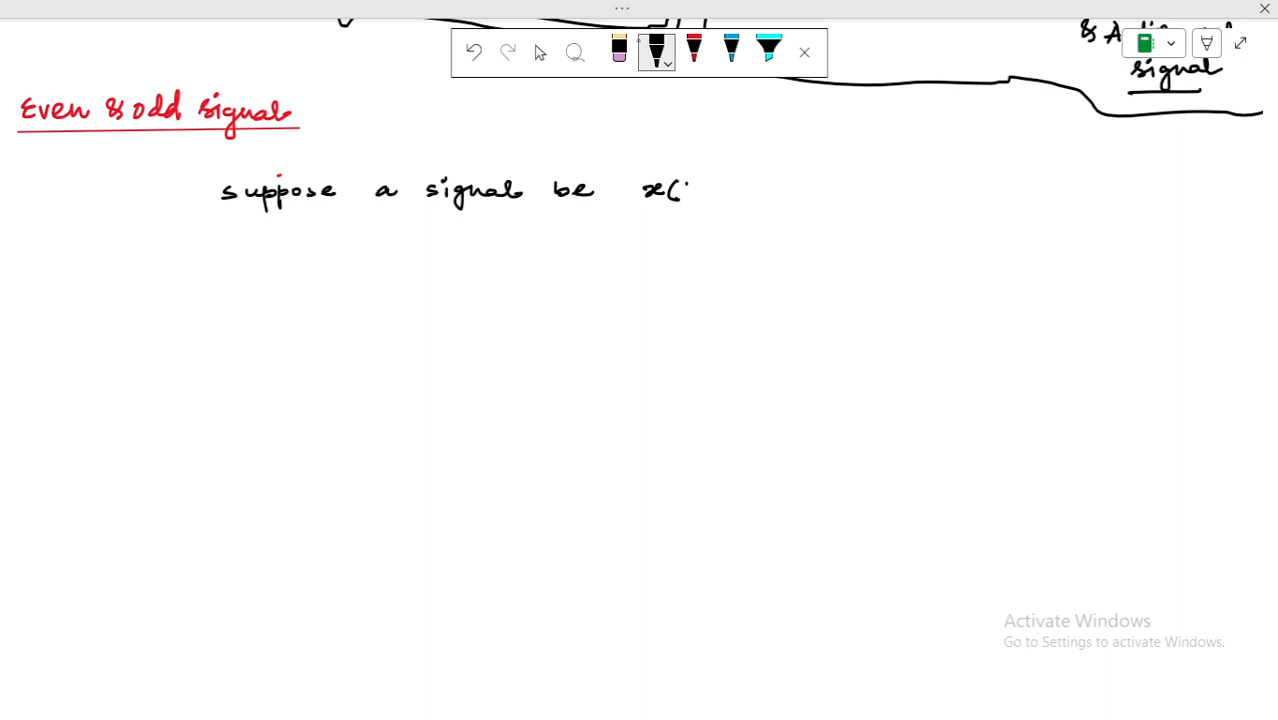 signal
Even & odd signal
suppose a signal be x(
Activate Windows
Go to Settings to activate Windows.